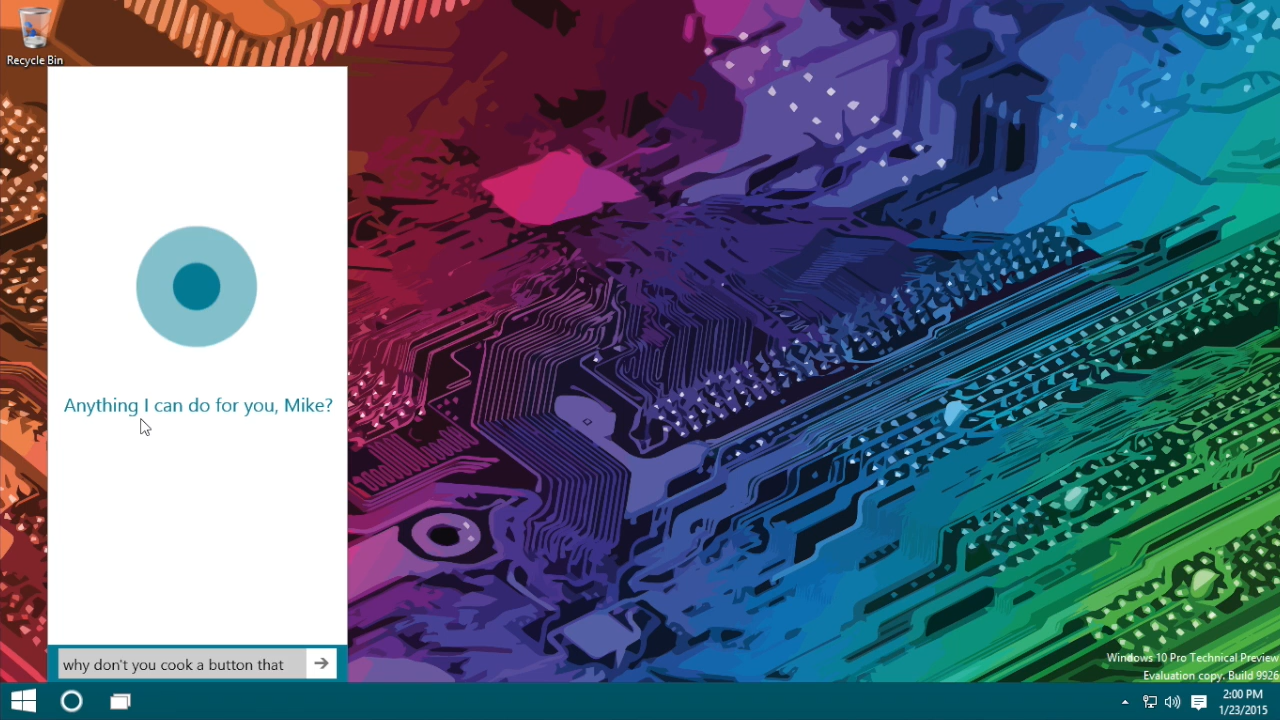 Recycle Bin
Anything I can do for you, Mike?
why don't you cook a button that
Windows 10 Pro Technical Preview
Evaluation copy. Build 9926
2:00 PM
1/23/2015